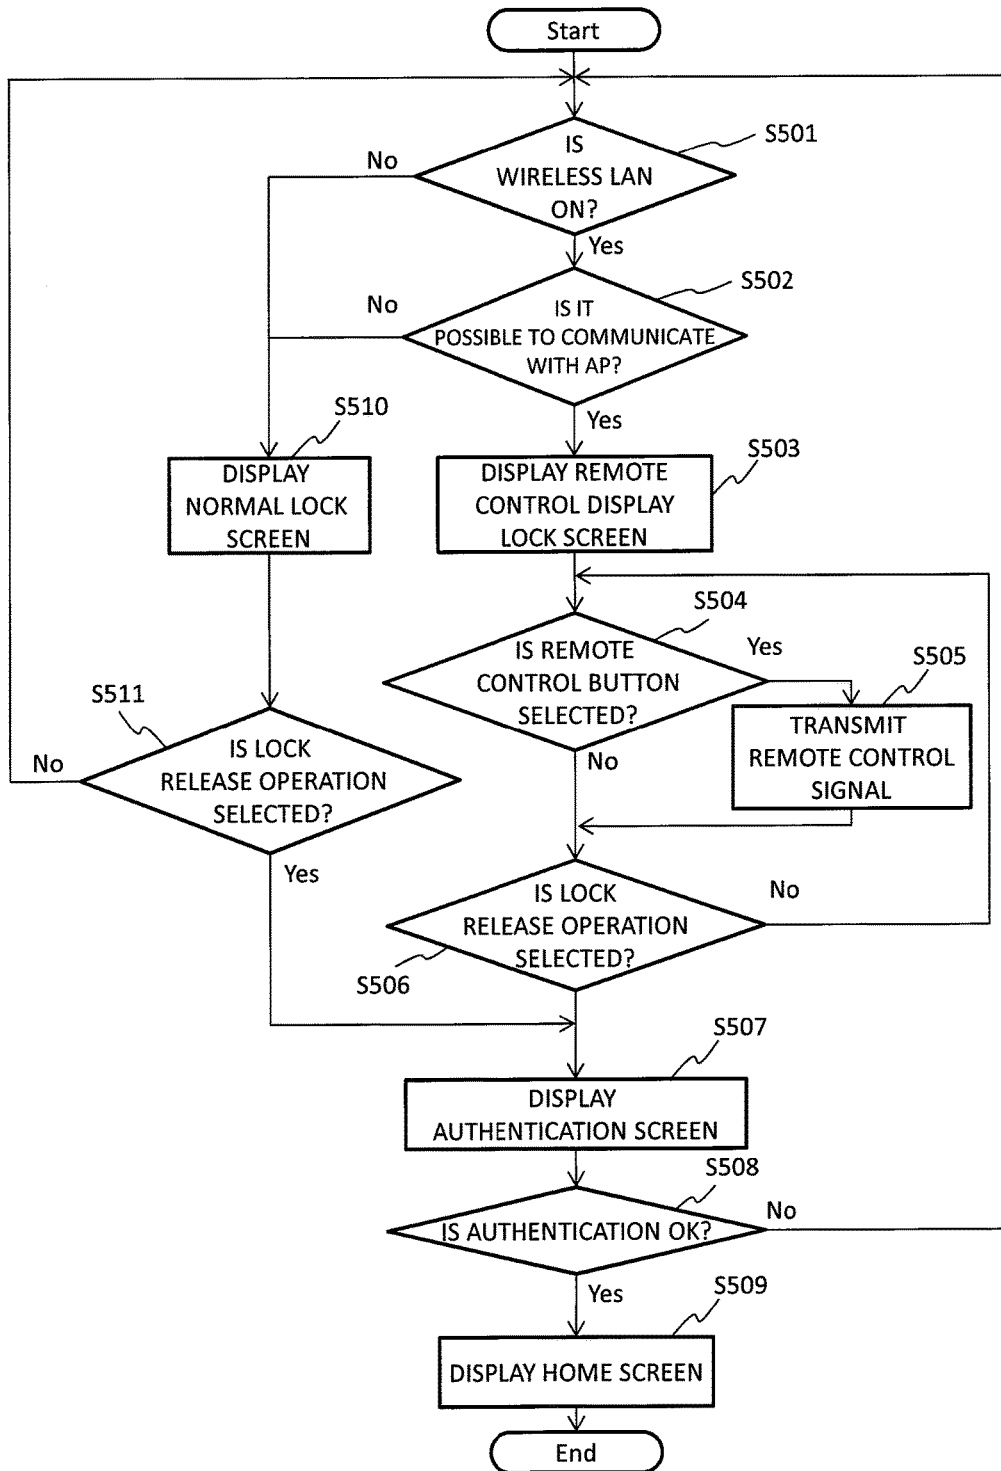 Start
S501
IS
WIRELESS LAN
ON?
No
Yes
S502
IS IT
POSSIBLE TO COMMUNICATE
WITH AP?
No
Yes
S510
DISPLAY
NORMAL LOCK
SCREEN
S503
DISPLAY REMOTE
CONTROL DISPLAY
LOCK SCREEN
S504
IS REMOTE
CONTROL BUTTON
SELECTED?
Yes
No
S505
TRANSMIT
REMOTE CONTROL
SIGNAL
S511
IS LOCK
RELEASE OPERATION
SELECTED?
No
Yes
IS LOCK
RELEASE OPERATION
SELECTED?
No
S506
S507
DISPLAY
AUTHENTICATION SCREEN
S508
IS AUTHENTICATION OK?
No
Yes
S509
DISPLAY HOME SCREEN
End